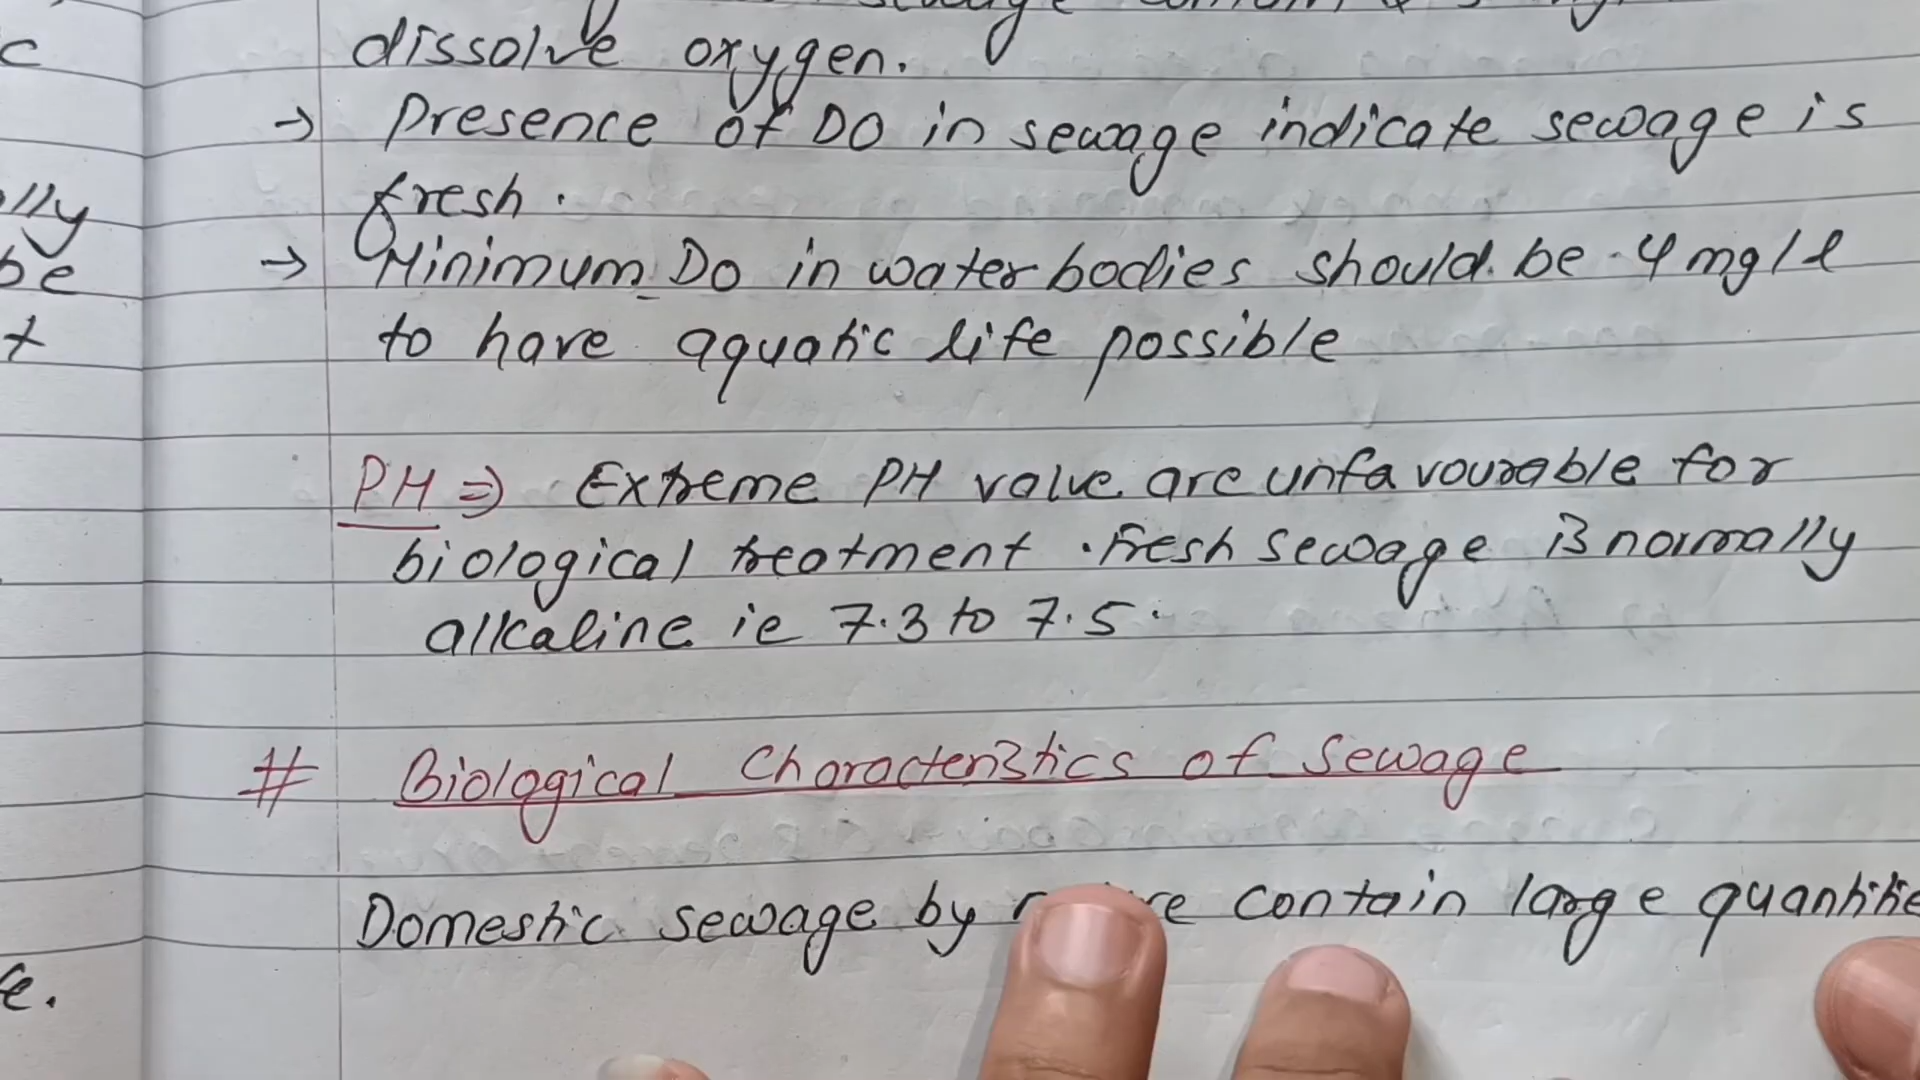 dissolve oxygen.
→ Presence of DO in sewage indicate sewage is
fresh.
→ Minimum DO in water bodies should be 4 mg/l
to have aquatic life possible
PH ⇒ Extreme PH value are unfavourable for
biological treatment. Fresh sewage is normally
alkaline ie 7.3 to 7.5.
# Biological Characteristics of Sewage
Domestic sewage by contain large quantitie
c
lly
be
t
e.